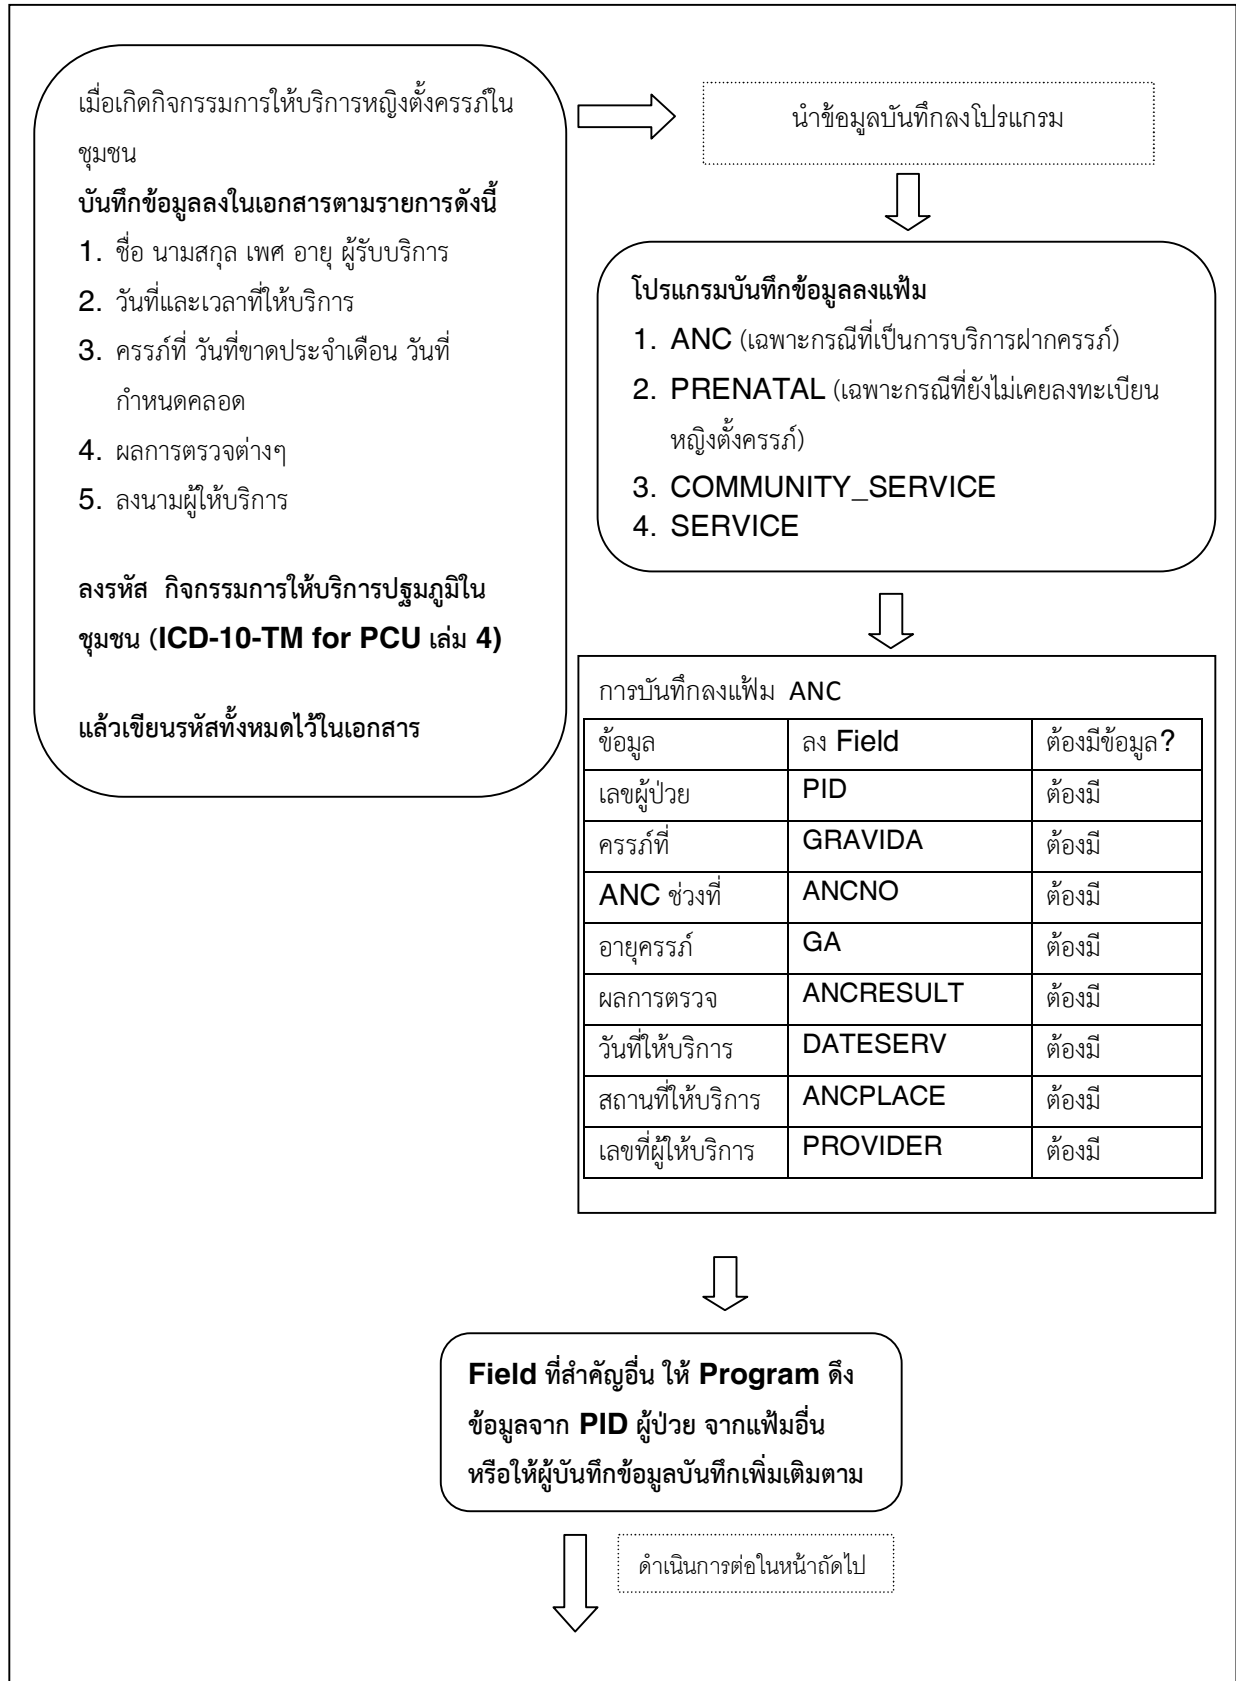 เมื่อเกิดกิจกรรมการให้บริการหญิงตั้งครรภ์ใน
ชุมชน
บันทึกข้อมูลลงในเอกสารตามรายการดังนี้
1. ชื่อ นามสกุล เพศ อายุ ผู้รับบริการ
2. วันที่และเวลาที่ให้บริการ
3. ครรภ์ที่ วันที่ขาดประจำเดือน วันที่
กำหนดคลอด
4. ผลการตรวจต่างๆ
5. ลงนามผู้ให้บริการ
ลงรหัส กิจกรรมการให้บริการปฐมภูมิใน
ชุมชน (ICD-10-TM for PCU เล่ม 4)
แล้วเขียนรหัสทั้งหมดไว้ในเอกสาร
นำข้อมูลบันทึกลงโปรแกรม
โปรแกรมบันทึกข้อมูลลงแฟ้ม
1. ANC (เฉพาะกรณีที่เป็นการบริการฝากครรภ์)
2. PRENATAL (เฉพาะกรณีที่ยังไม่เคยลงทะเบียน
หญิงตั้งครรภ์)
3. COMMUNITY_SERVICE
4. SERVICE
การบันทึกลงแฟ้ม ANC
ข้อมูล ลง Field ต้องมีข้อมูล?
เลขผู้ป่วย PID ต้องมี
ครรภ์ที่ GRAVIDA ต้องมี
ANC ช่วงที่ ANCNO ต้องมี
อายุครรภ์ GA ต้องมี
ผลการตรวจ ANCRESULT ต้องมี
วันที่ให้บริการ DATESERV ต้องมี
สถานที่ให้บริการ ANCPLACE ต้องมี
เลขที่ผู้ให้บริการ PROVIDER ต้องมี
Field ที่สำคัญอื่น ให้ Program ดึง
ข้อมูลจาก PID ผู้ป่วย จากแฟ้มอื่น
หรือให้ผู้บันทึกข้อมูลบันทึกเพิ่มเติมตาม
ดำเนินการต่อในหน้าถัดไป